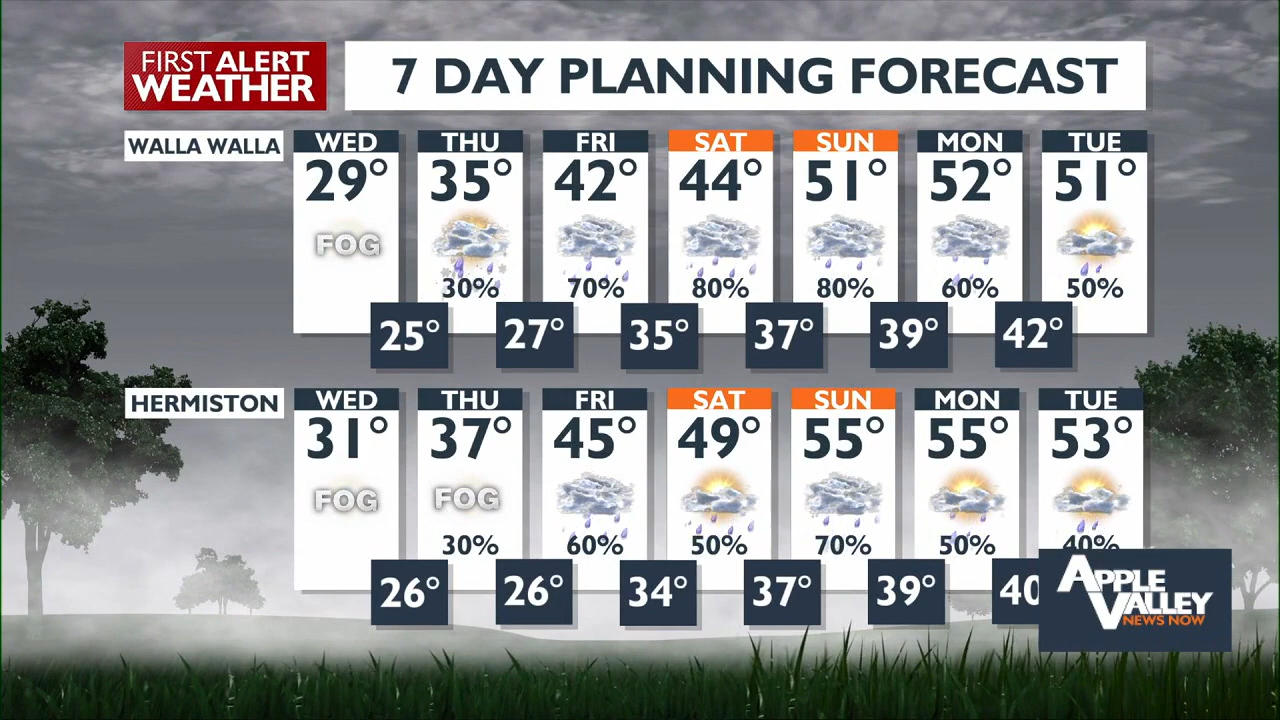 FIRST ALERT
WEATHER
7 DAY PLANNING FORECAST
WALLA WALLA
WED THU FRI SAT SUN MON TUE
29° 35° 42° 44° 51° 52° 51°
FOG
30% 70% 80% 80% 60% 50%
25° 27° 35° 37° 39° 42°
HERMISTON
WED THU FRI SAT SUN MON TUE
31° 37° 45° 49° 55° 55° 53°
FOG FOG
30% 60% 50% 70% 50% 40%
26° 26° 34° 37° 39° 40
APPLE
VALLEY
NEWS NOW